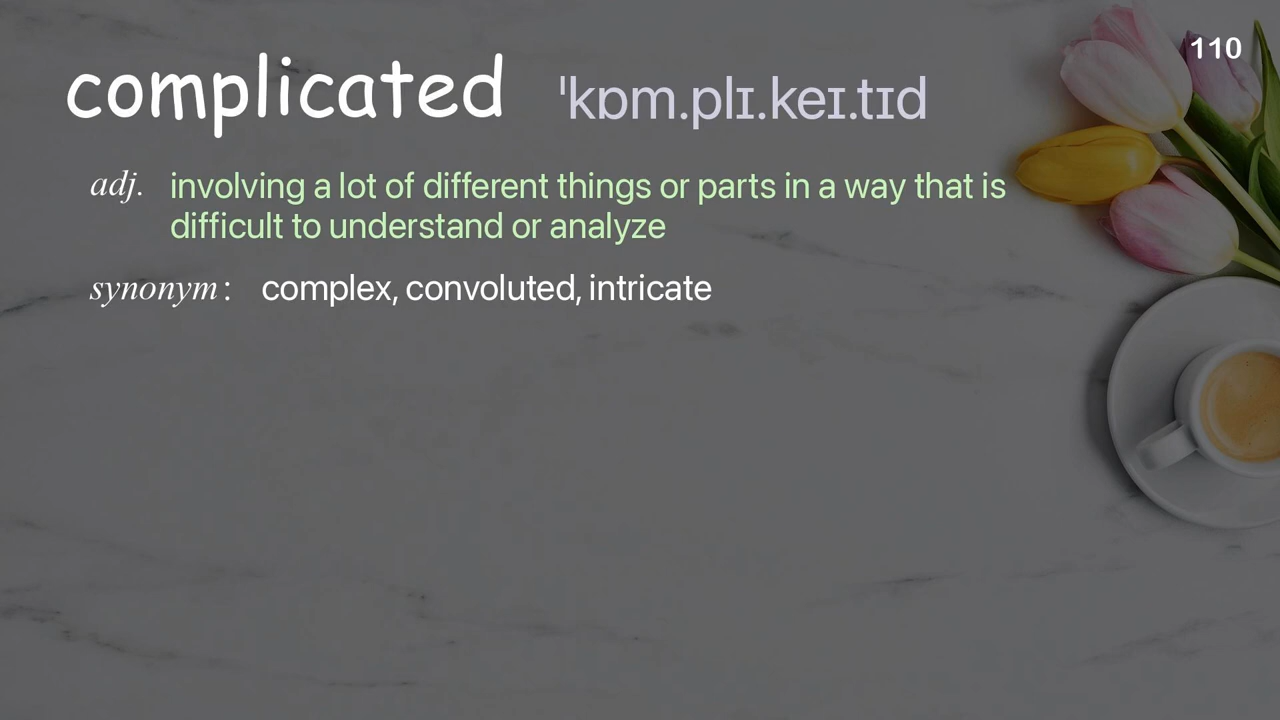 110
complicated ˈkɒm.plɪ.keɪ.tɪd
adj. involving a lot of different things or parts in a way that is
difficult to understand or analyze
synonym: complex, convoluted, intricate